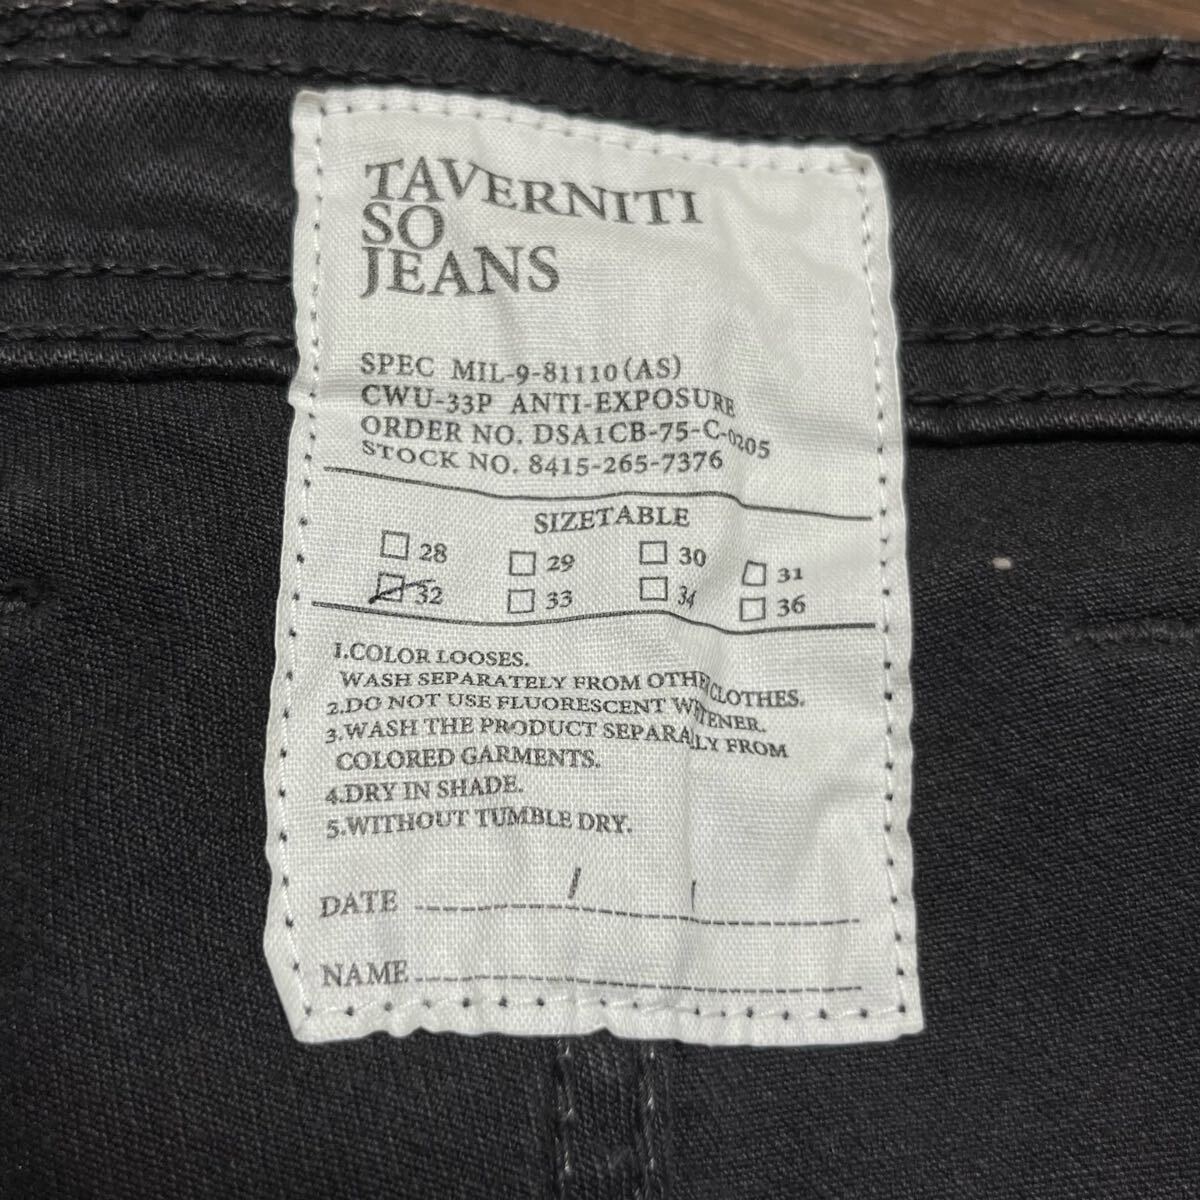 TAVERNITI
SO
JEANS
SPEC MIL-9-81110 (AS)
CWU-33P ANTI-EXPOSURE
ORDER NO. DSA1CB-75-C-0205
STOCK NO. 8415-265-7376
SIZETABLE
28 29 30 31
32 33 34 36
1.COLOR LOOSES.
WASH SEPARATELY FROM OTHER CLOTHES.
2.DO NOT USE FLUORESCENT
3.WASH THE PRODUCT SEPARALY FROM
COLORED GARMENTS.
4.DRY IN SHADE.
5.WITHOUT TUMBLE DRY.
DATE / /
NAME